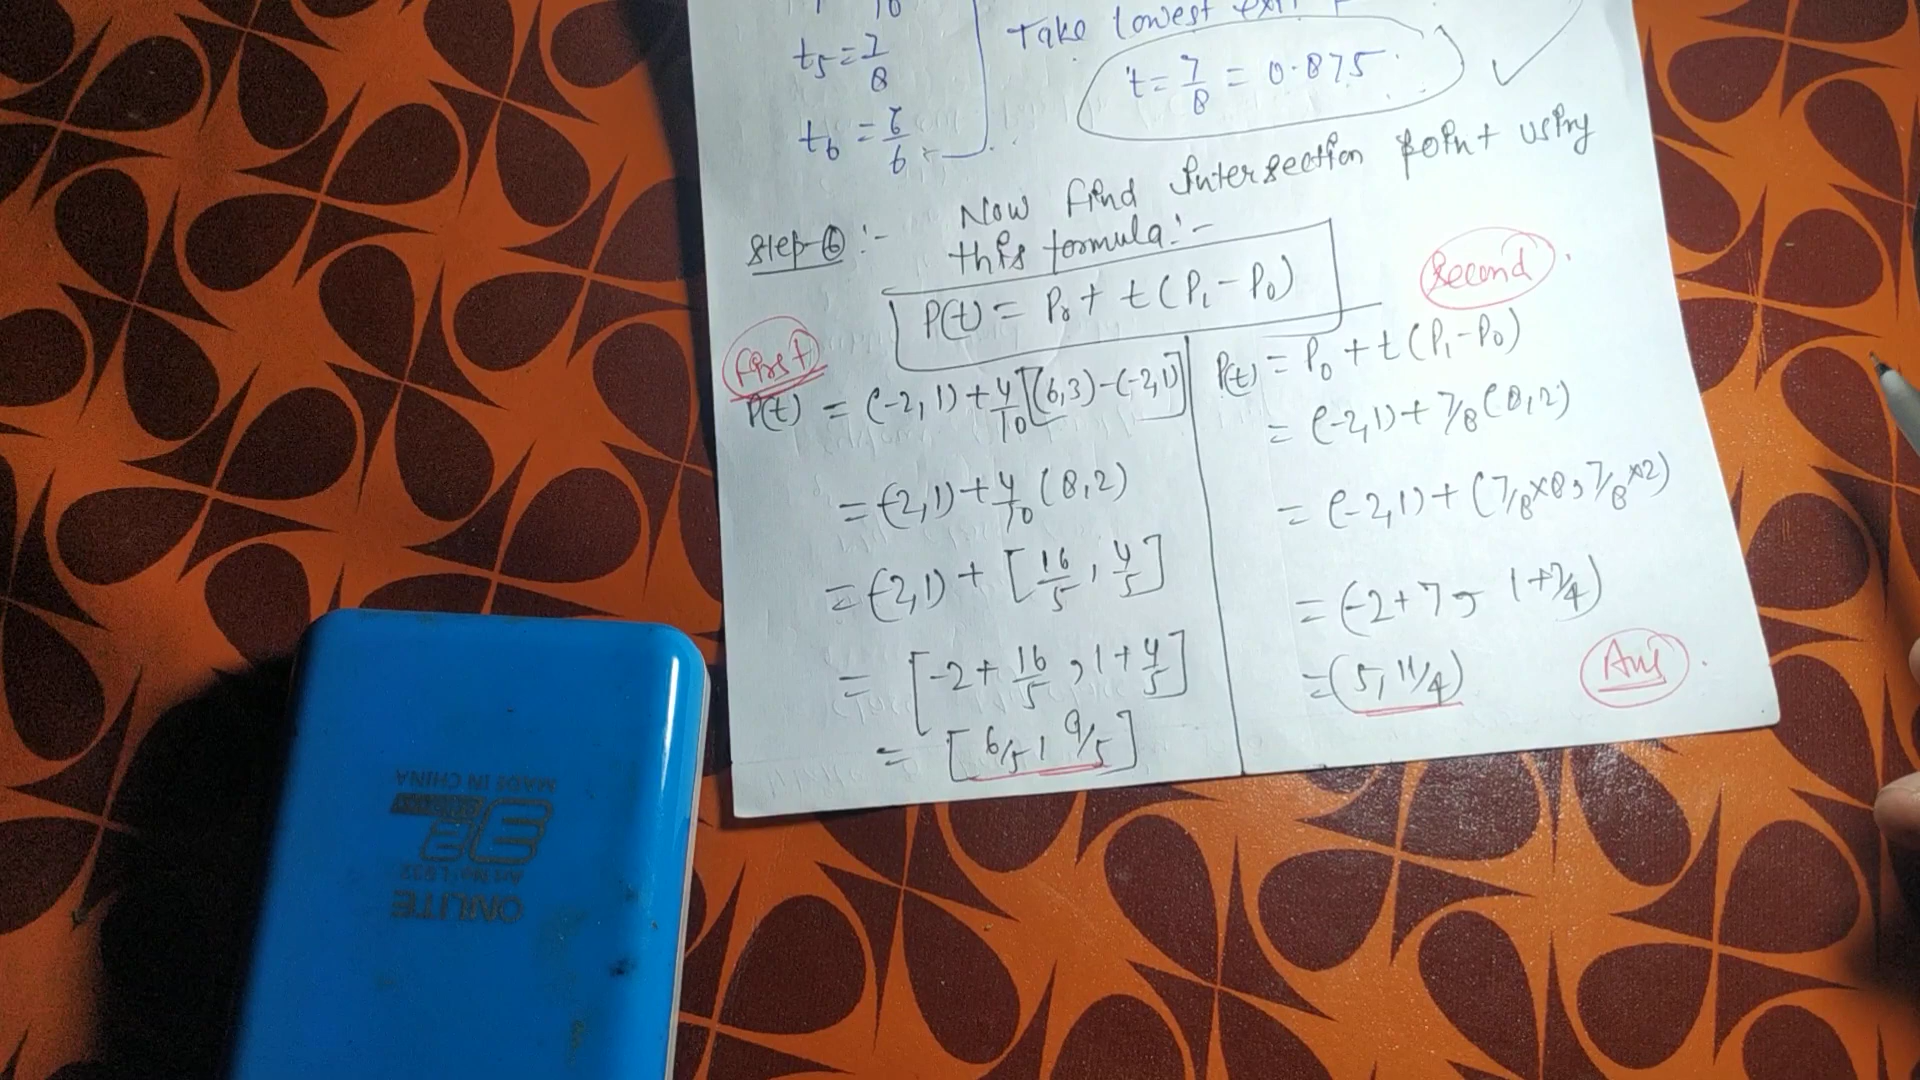 10
t5 = 7/8
t6 = 6/6
Take lowest
t = 7/8 = 0.875
Step-6 :- Now find intersection point using
this formula :-
P(t) = P0 + t(P1 - P0)
First
P(t) = (-2, 1) + 4/10 [(6, 3) - (-2, 1)]
= (-2, 1) + 4/10 (8, 2)
= (-2, 1) + [16/5, 4/5]
= [-2 + 16/5, 1 + 4/5]
= [6/5, 9/5]
Second
P(t) = P0 + t(P1 - P0)
= (-2, 1) + 7/8 (8, 2)
= (-2, 1) + (7/8 × 8, 7/8 × 2)
= (-2 + 7, 1 + 7/4)
= (5, 11/4)
Ans
ONLITE
MADE IN CHINA